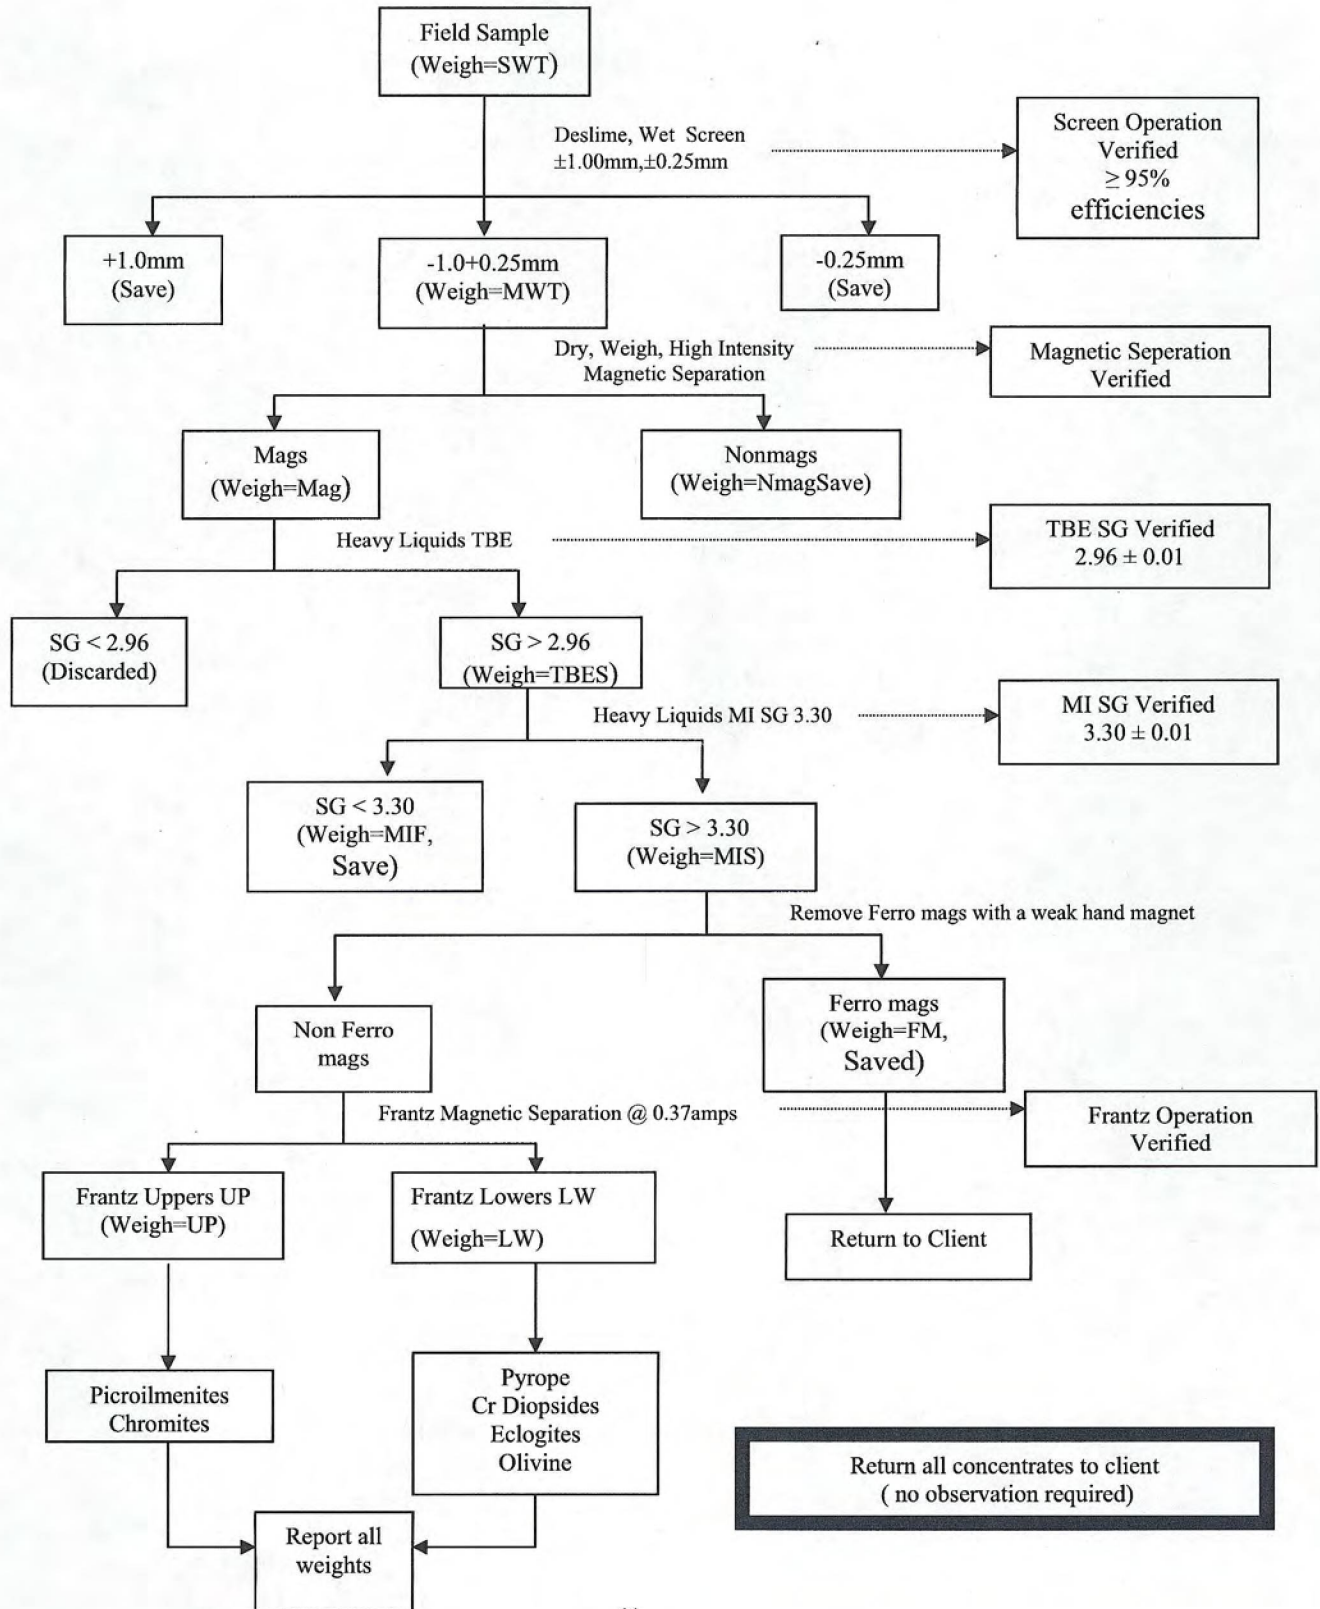 Field Sample
(Weigh=SWT)
Deslime, Wet Screen
±1.00mm,±0.25mm
Screen Operation
Verified
≥ 95%
efficiencies
+1.0mm
(Save)
-1.0+0.25mm
(Weigh=MWT)
-0.25mm
(Save)
Dry, Weigh, High Intensity
Magnetic Separation
Magnetic Seperation
Verified
Mags
(Weigh=Mag)
Nonmags
(Weigh=NmagSave)
Heavy Liquids TBE
TBE SG Verified
2.96 ± 0.01
SG < 2.96
(Discarded)
SG > 2.96
(Weigh=TBES)
Heavy Liquids MI SG 3.30
MI SG Verified
3.30 ± 0.01
SG < 3.30
(Weigh=MIF,
Save)
SG > 3.30
(Weigh=MIS)
Remove Ferro mags with a weak hand magnet
Non Ferro
mags
Ferro mags
(Weigh=FM,
Saved)
Frantz Magnetic Separation @ 0.37amps
Frantz Operation
Verified
Frantz Uppers UP
(Weigh=UP)
Frantz Lowers LW
(Weigh=LW)
Return to Client
Picroilmenites
Chromites
Pyrope
Cr Diopsides
Eclogites
Olivine
Return all concentrates to client
( no observation required)
Report all
weights